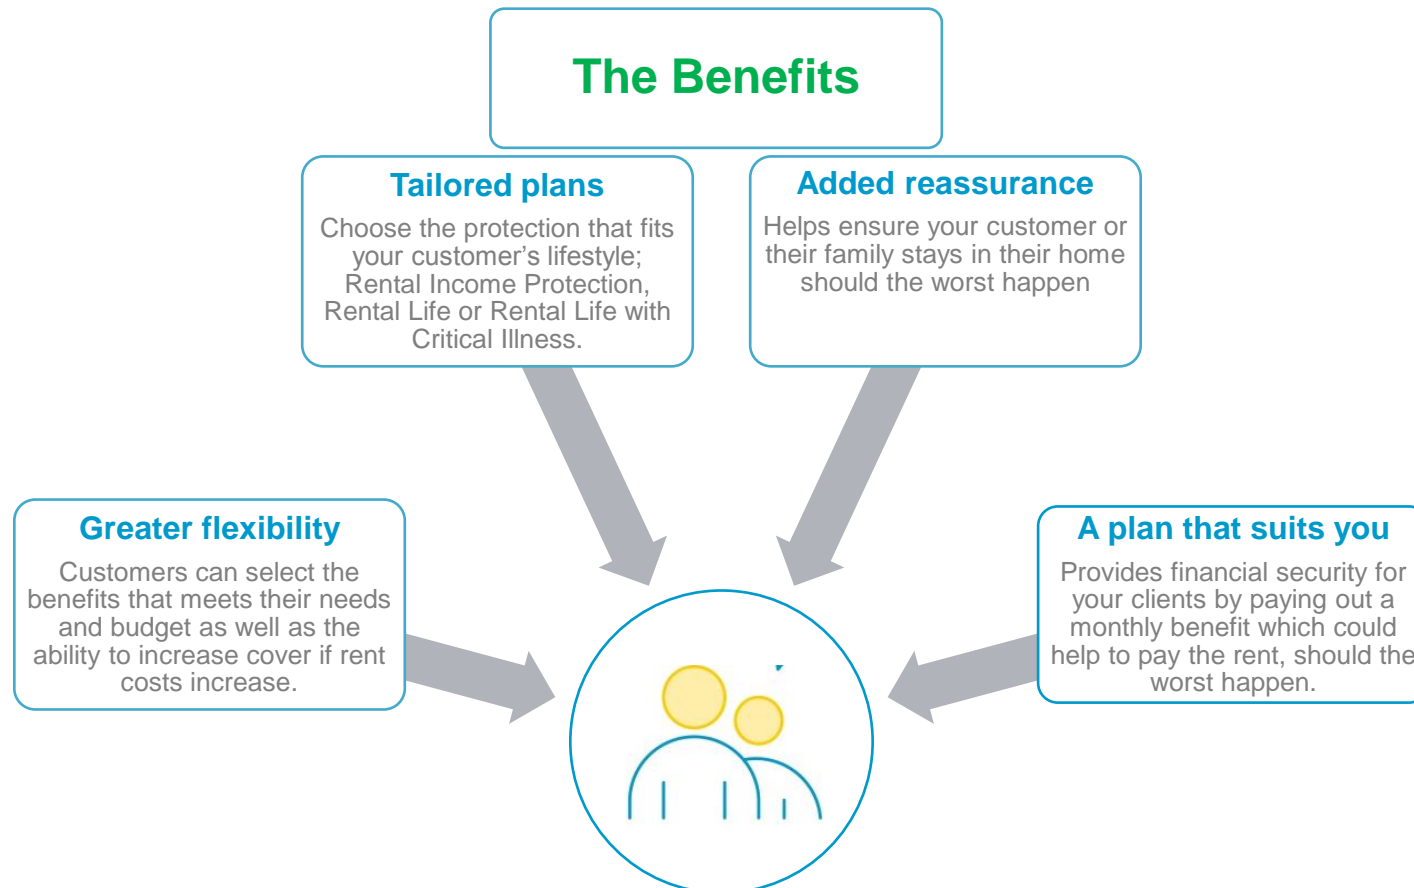 The Benefits
Tailored plans
Choose the protection that fits
your customer’s lifestyle;
Rental Income Protection,
Rental Life or Rental Life with
Critical Illness.
Added reassurance
Helps ensure your customer or
their family stays in their home
should the worst happen
Greater flexibility
Customers can select the
benefits that meets their needs
and budget as well as the
ability to increase cover if rent
costs increase.
A plan that suits you
Provides financial security for
your clients by paying out a
monthly benefit which could
help to pay the rent, should the
worst happen.